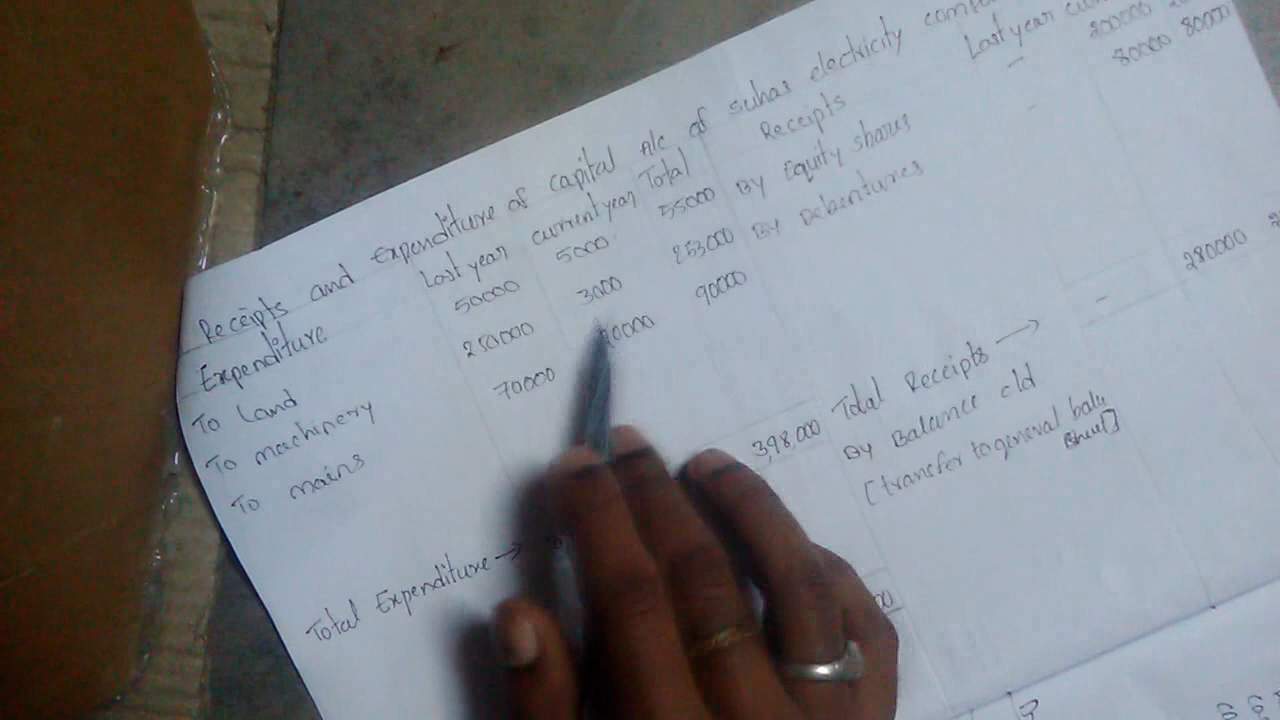 Receipts and Expenditure of capital A/c of suhas electricity
Expenditure Last year current year Total Receipts Last year
To Land 50000 5000 55000 By Equity shares - 200000
To machinery 250000 3000 253000 By Debentures - 80000 80000
To mains 70000 20000 90000
Total Expenditure → 398000 Total Receipts → - 280000
By Balance c/d
[transfer to general bala
sheet]